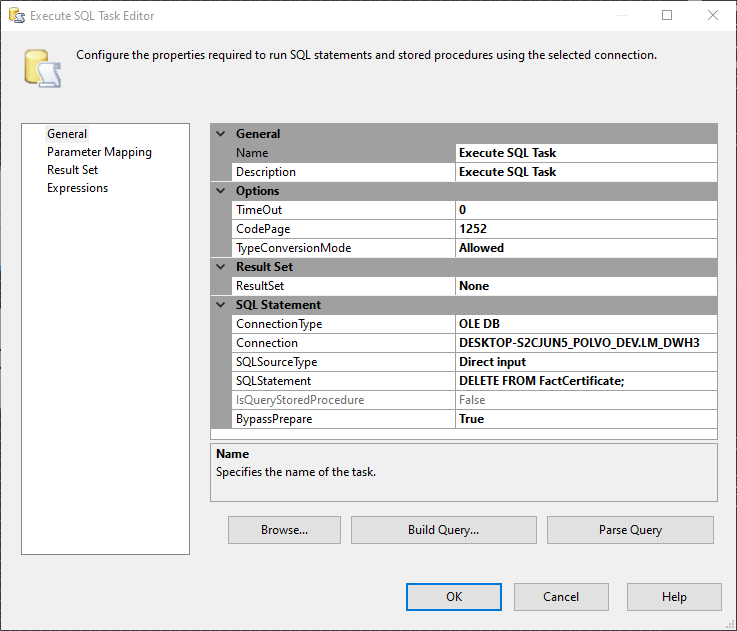 Execute SQL Task Editor
Configure the properties required to run SQL statements and stored procedures using the selected connection.
General
Parameter Mapping
Result Set
Expressions
General
Name Execute SQL Task
Description Execute SQL Task
Options
TimeOut 0
CodePage 1252
TypeConversionMode Allowed
Result Set
ResultSet None
SQL Statement
ConnectionType OLE DB
Connection DESKTOP-S2CJUN5_POLVO_DEV.LM_DWH3
SQLSourceType Direct input
SQLStatement DELETE FROM FactCertificate;
IsQueryStoredProcedure False
BypassPrepare True
Name
Specifies the name of the task.
Browse... Build Query... Parse Query
OK Cancel Help